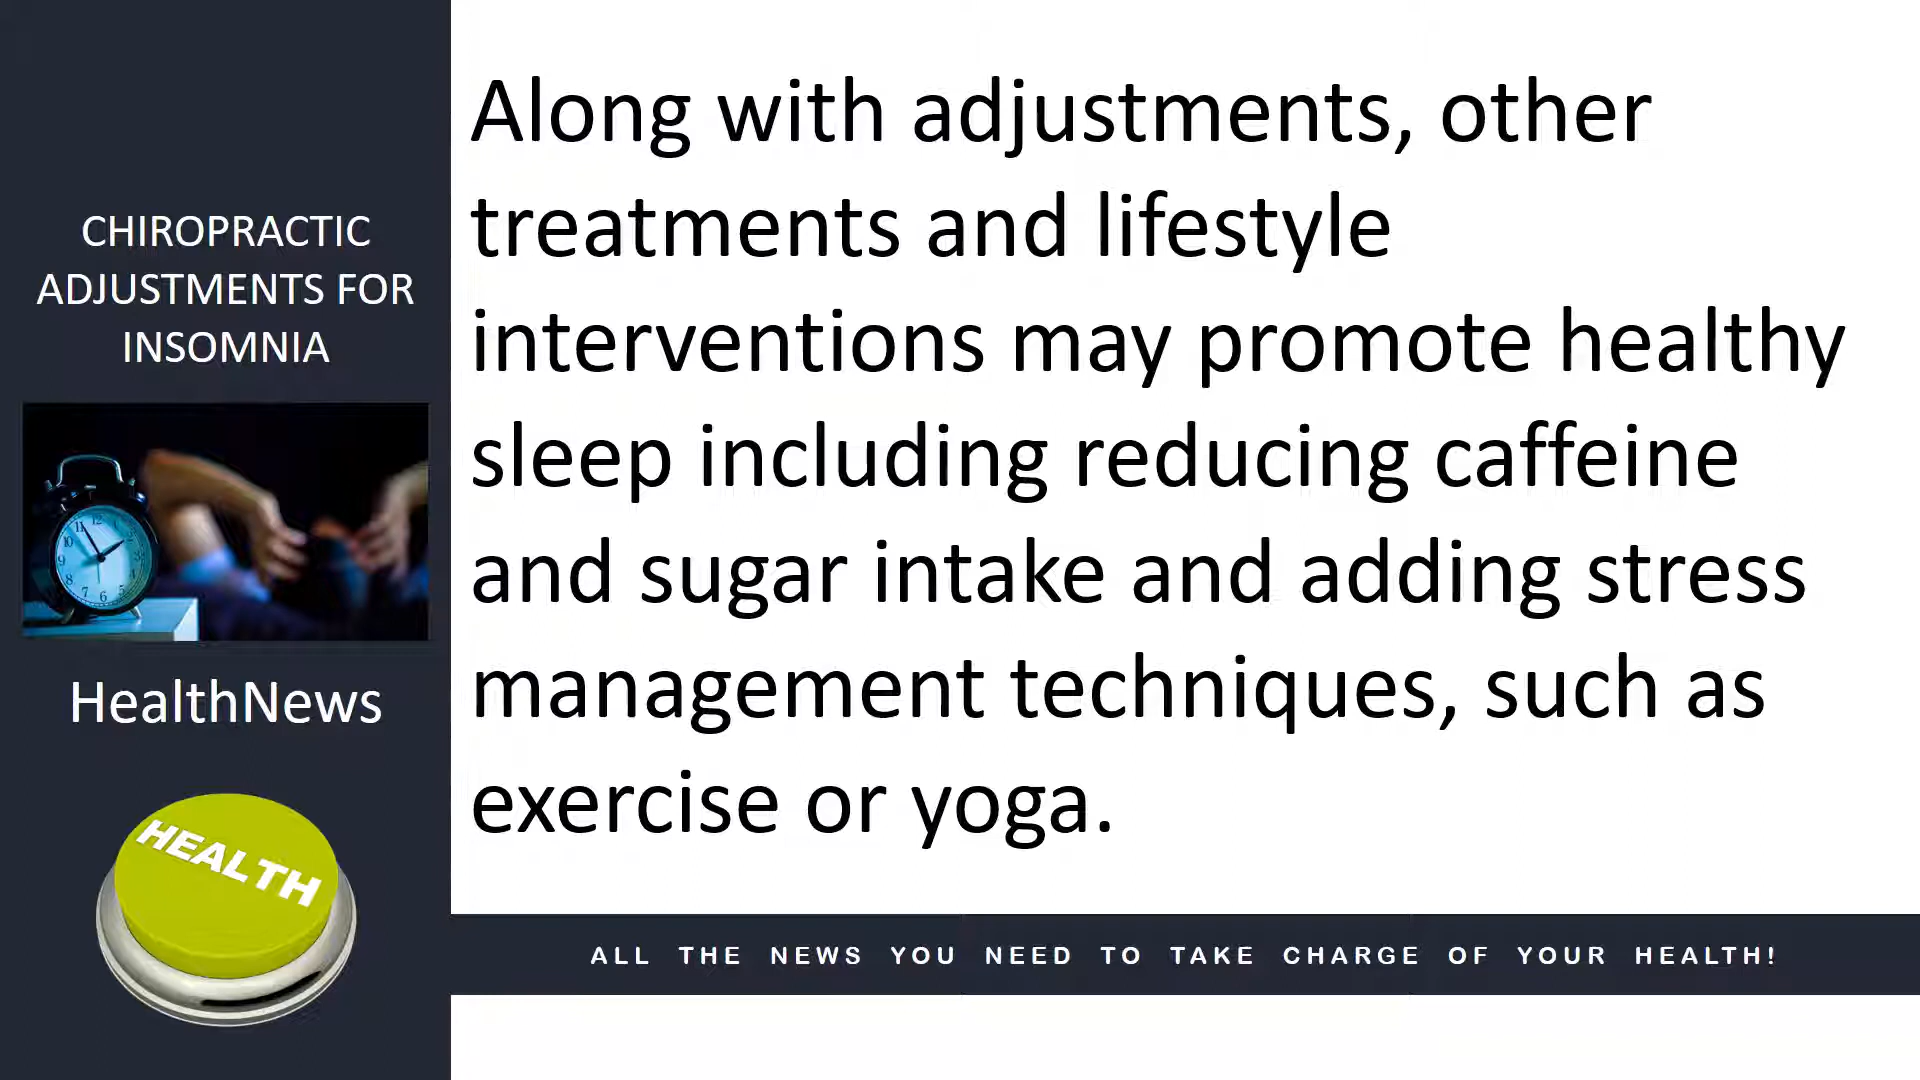 CHIROPRACTIC
ADJUSTMENTS FOR
INSOMNIA
HealthNews
HEALTH
Along with adjustments, other
treatments and lifestyle
interventions may promote healthy
sleep including reducing caffeine
and sugar intake and adding stress
management techniques, such as
exercise or yoga.
ALL THE NEWS YOU NEED TO TAKE CHARGE OF YOUR HEALTH!